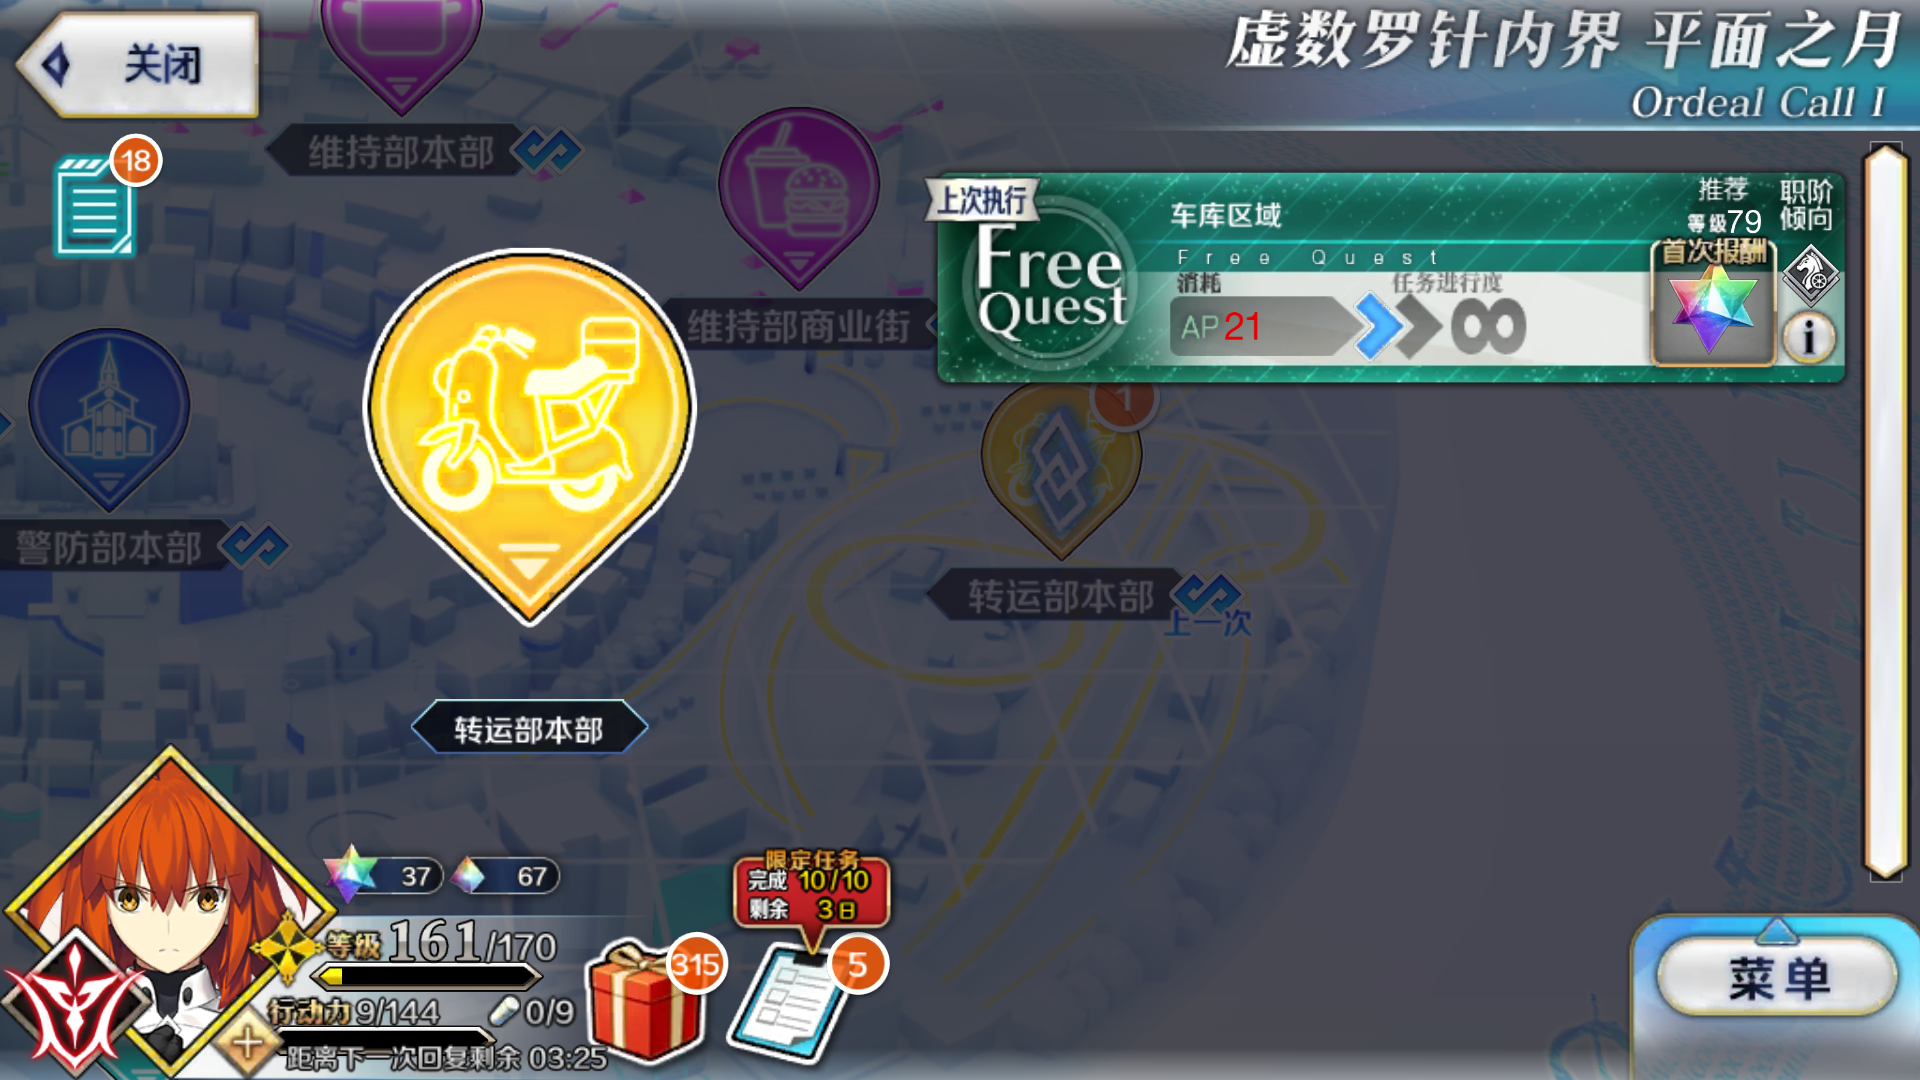 关闭
虚数罗针内界 平面之月
Ordeal Call I
18
维持部本部
上次执行
Free
Quest
车库区域
Free Quest
消耗
AP 21
任务进行度
推荐
等级79
职阶
倾向
首次报酬
i
维持部商业街
1
警防部本部
转运部本部
上一次
转运部本部
37
67
等级 161/170
行动力 9/144
0/9
距离下一次回复剩余 03:25
315
限定任务
完成 10/10
剩余 3日
5
菜单